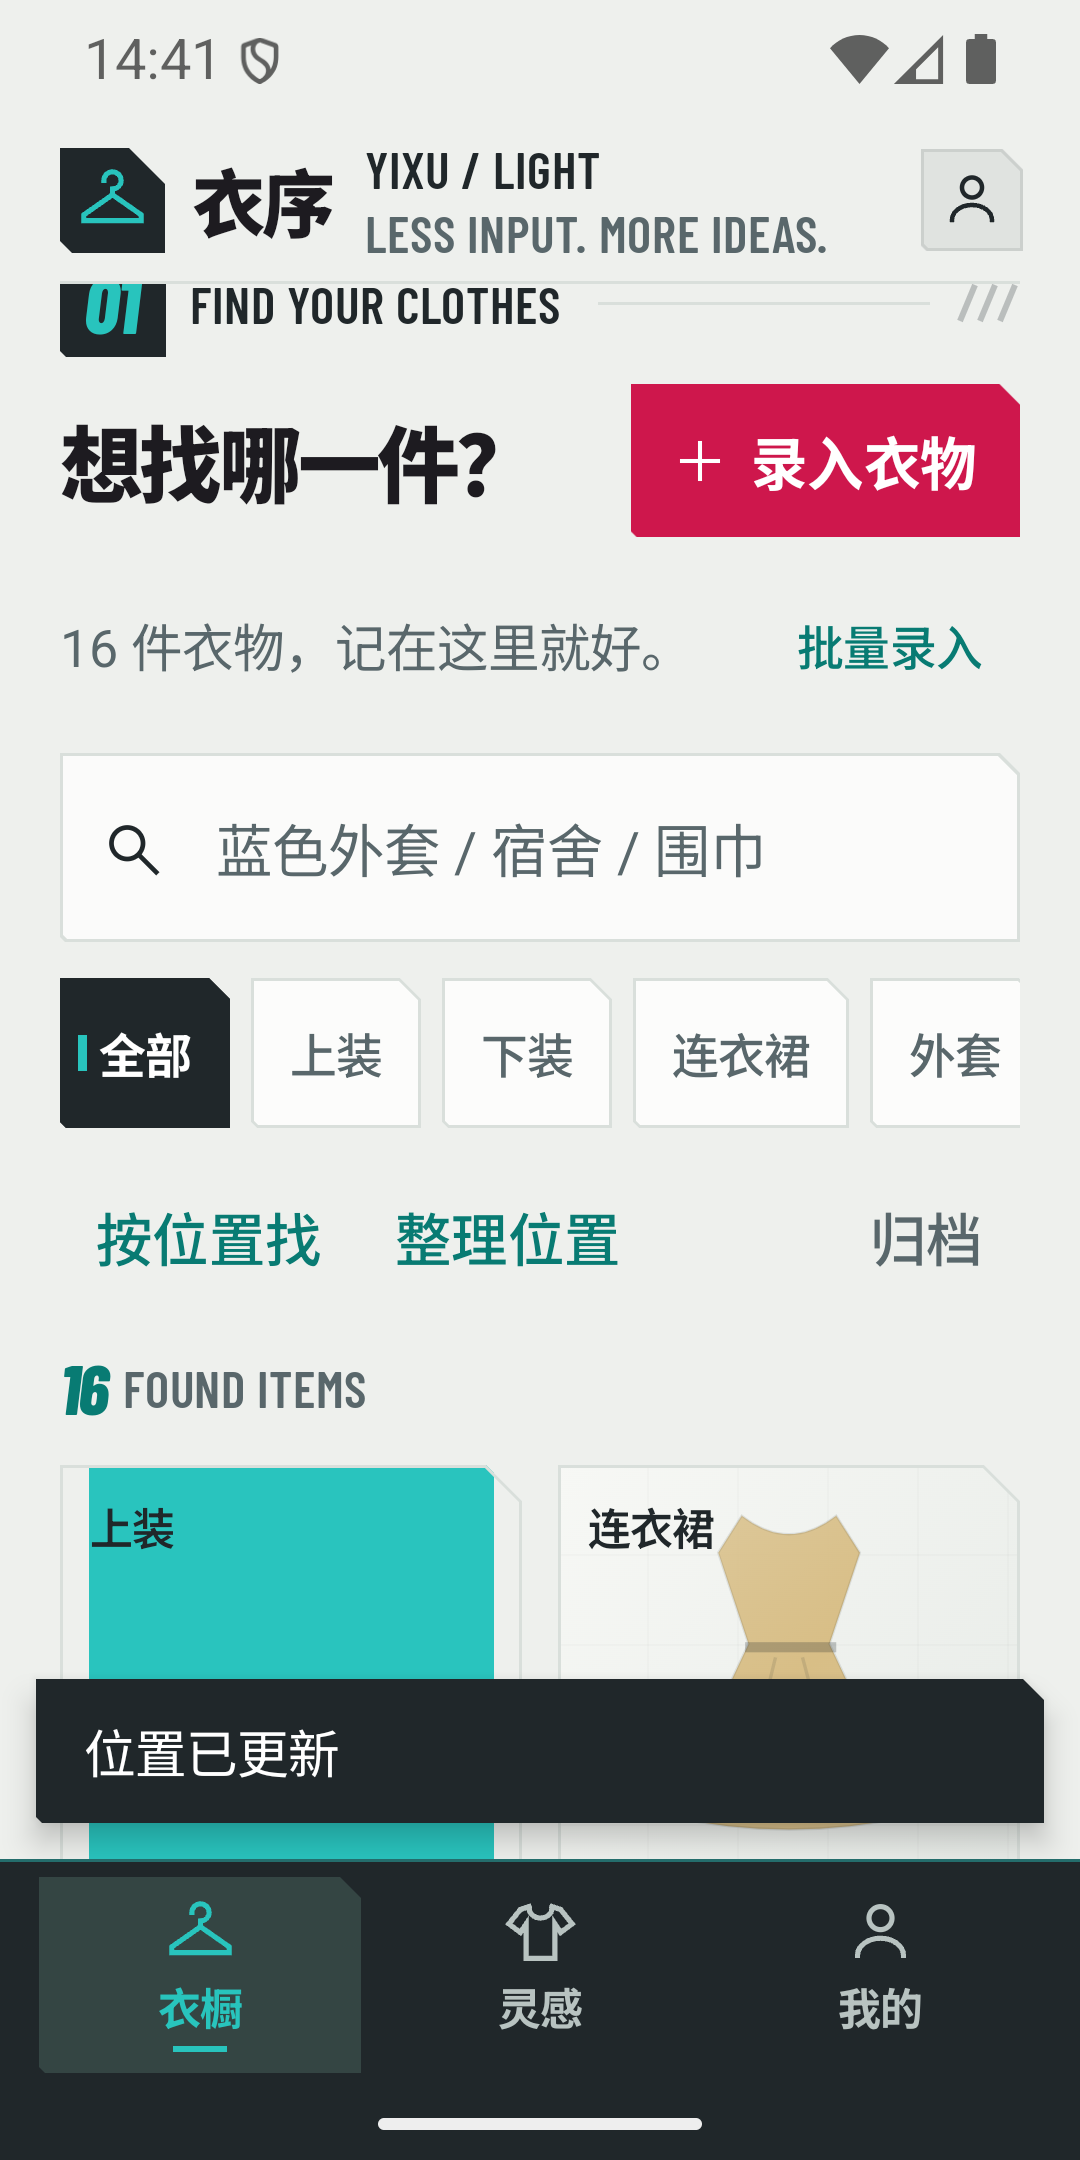 14:41
衣序
YIXU / LIGHT
LESS INPUT. MORE IDEAS.
01 FIND YOUR CLOTHES
想找哪一件?
录入衣物
16 件衣物，记在这里就好。
批量录入
蓝色外套 / 宿舍 / 围巾
全部
上装
下装
连衣裙
外套
按位置找
整理位置
归档
16 FOUND ITEMS
上装
连衣裙
位置已更新
衣橱
灵感
我的